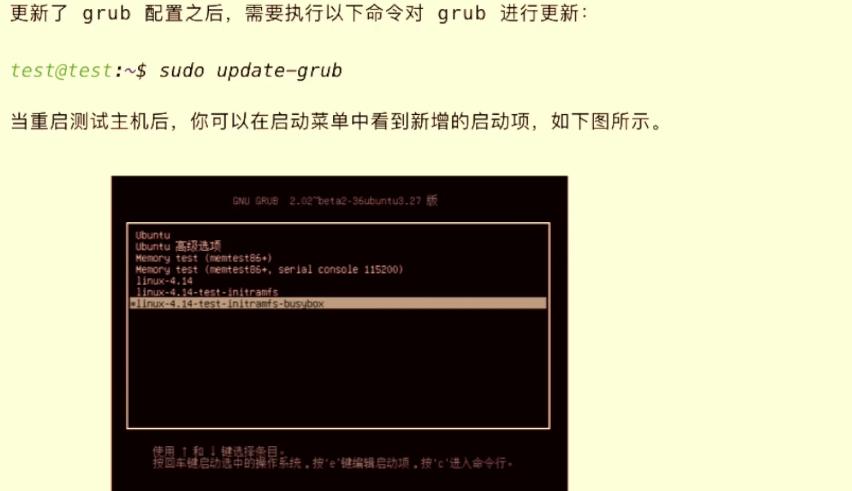 更新了 grub 配置之后，需要执行以下命令对 grub 进行更新：
test@test:~$ sudo update-grub
当重启测试主机后，你可以在启动菜单中看到新增的启动项，如下图所示。
GNU GRUB 2.02~beta2-36ubuntu3.27 版
Ubuntu
Ubuntu 高级选项
Memory test (memtest86+)
Memory test (memtest86+, serial console 115200)
linux-4.14
linux-4.14-test-initramfs
*linux-4.14-test-initramfs-busybox
使用 ↑ 和 ↓ 键选择条目。
按回车键启动选中的操作系统，按'e'键编辑启动项，按'c'进入命令行。